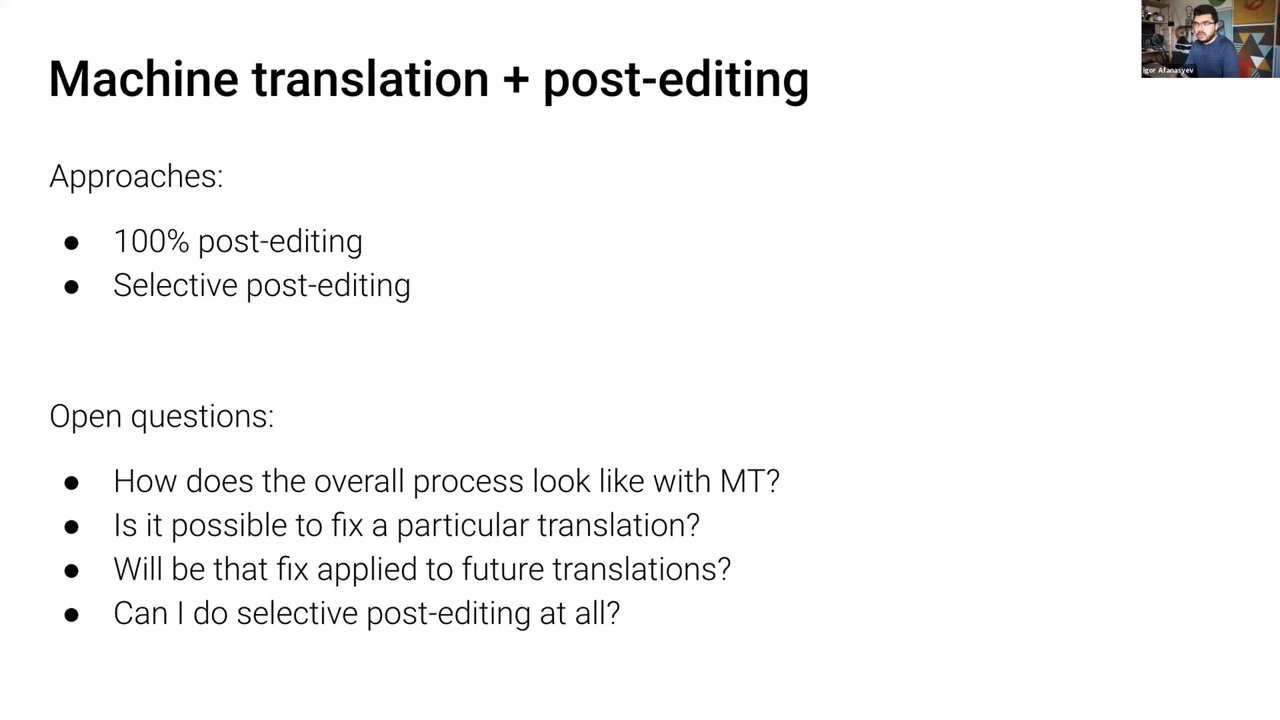 Machine translation + post-editing
Igor Afanasyev
Approaches:
● 100% post-editing
● Selective post-editing
Open questions:
● How does the overall process look like with MT?
● Is it possible to fix a particular translation?
● Will be that fix applied to future translations?
● Can I do selective post-editing at all?